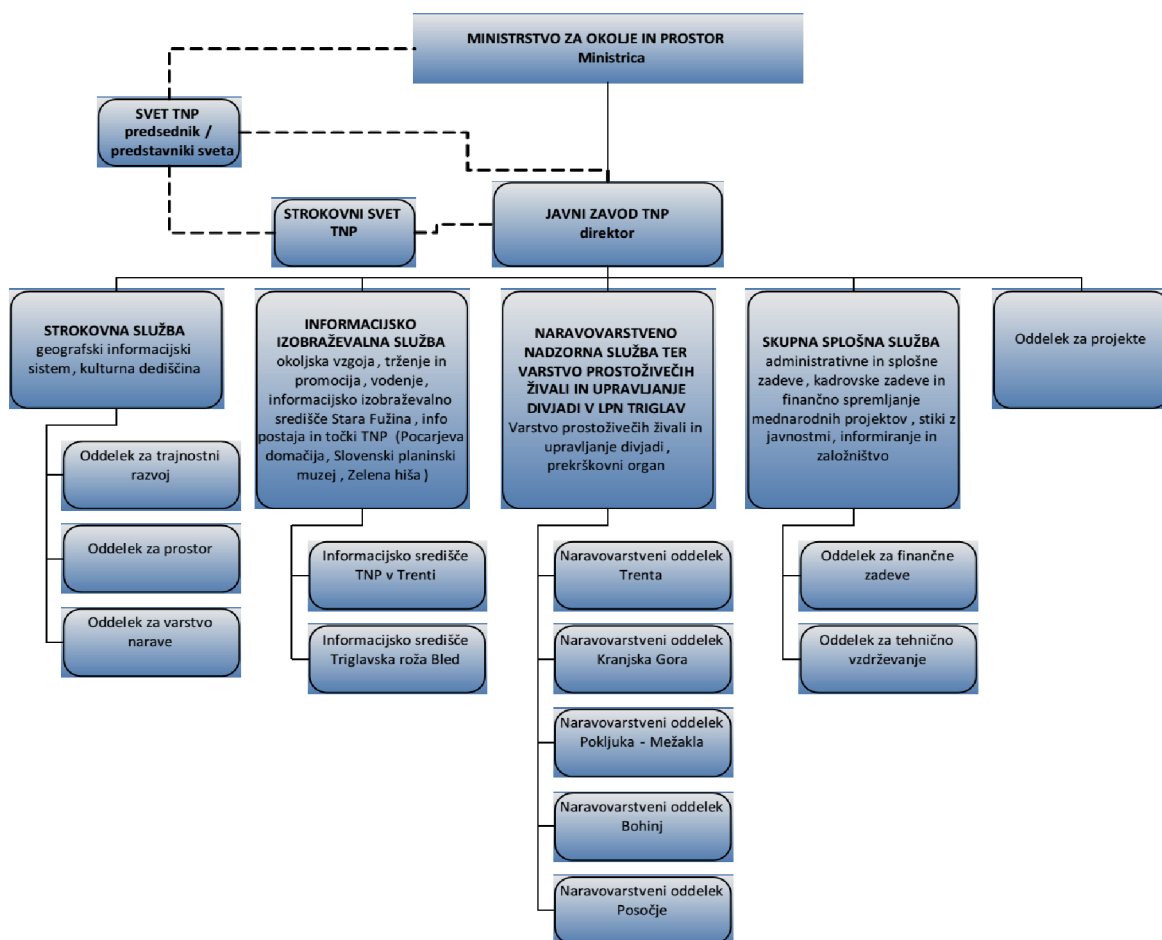 MINISTRSTVO ZA OKOLJE IN PROSTOR
Ministrica
SVET TNP
predsednik /
predstavniki sveta
STROKOVNI SVET
TNP
JAVNI ZAVOD TNP
direktor
STROKOVNA SLUŽBA
geografski informacijski
sistem , kulturna dediščina
Oddelek za trajnostni
razvoj
Oddelek za prostor
Oddelek za varstvo
narave
INFORMACIJSKO
IZOBRAŽEVALNA SLUŽBA
okoljska vzgoja , trženje in
promocija , vodenje ,
informacijsko izobraževalno
središče Stara Fužina , info
postaja in točki TNP (Pocarjeva
domačija, Slovenski planinski
muzej , Zelena hiša )
Informacijsko središče
TNP v Trenti
Informacijsko središče
Triglavska roža Bled
NARAVOVARSTVENO
NADZORNA SLUŽBA TER
VARSTVO PROSTOŽIVEČIH
ŽIVALI IN UPRAVLJANJE
DIVJADI V LPN TRIGLAV
Varstvo prostoživečih živali in
upravljanje divjadi ,
prekrškovni organ
Naravovarstveni oddelek
Trenta
Naravovarstveni oddelek
Kranjska Gora
Naravovarstveni oddelek
Pokljuka - Mežakla
Naravovarstveni oddelek
Bohinj
Naravovarstveni oddelek
Posočje
SKUPNA SPLOŠNA SLUŽBA
administrativne in splošne
zadeve , kadrovske zadeve in
finančno spremljanje
mednarodnih projektov , stiki z
javnostmi , informiranje in
založništvo
Oddelek za finančne
zadeve
Oddelek za tehnično
vzdrževanje
Oddelek za projekte